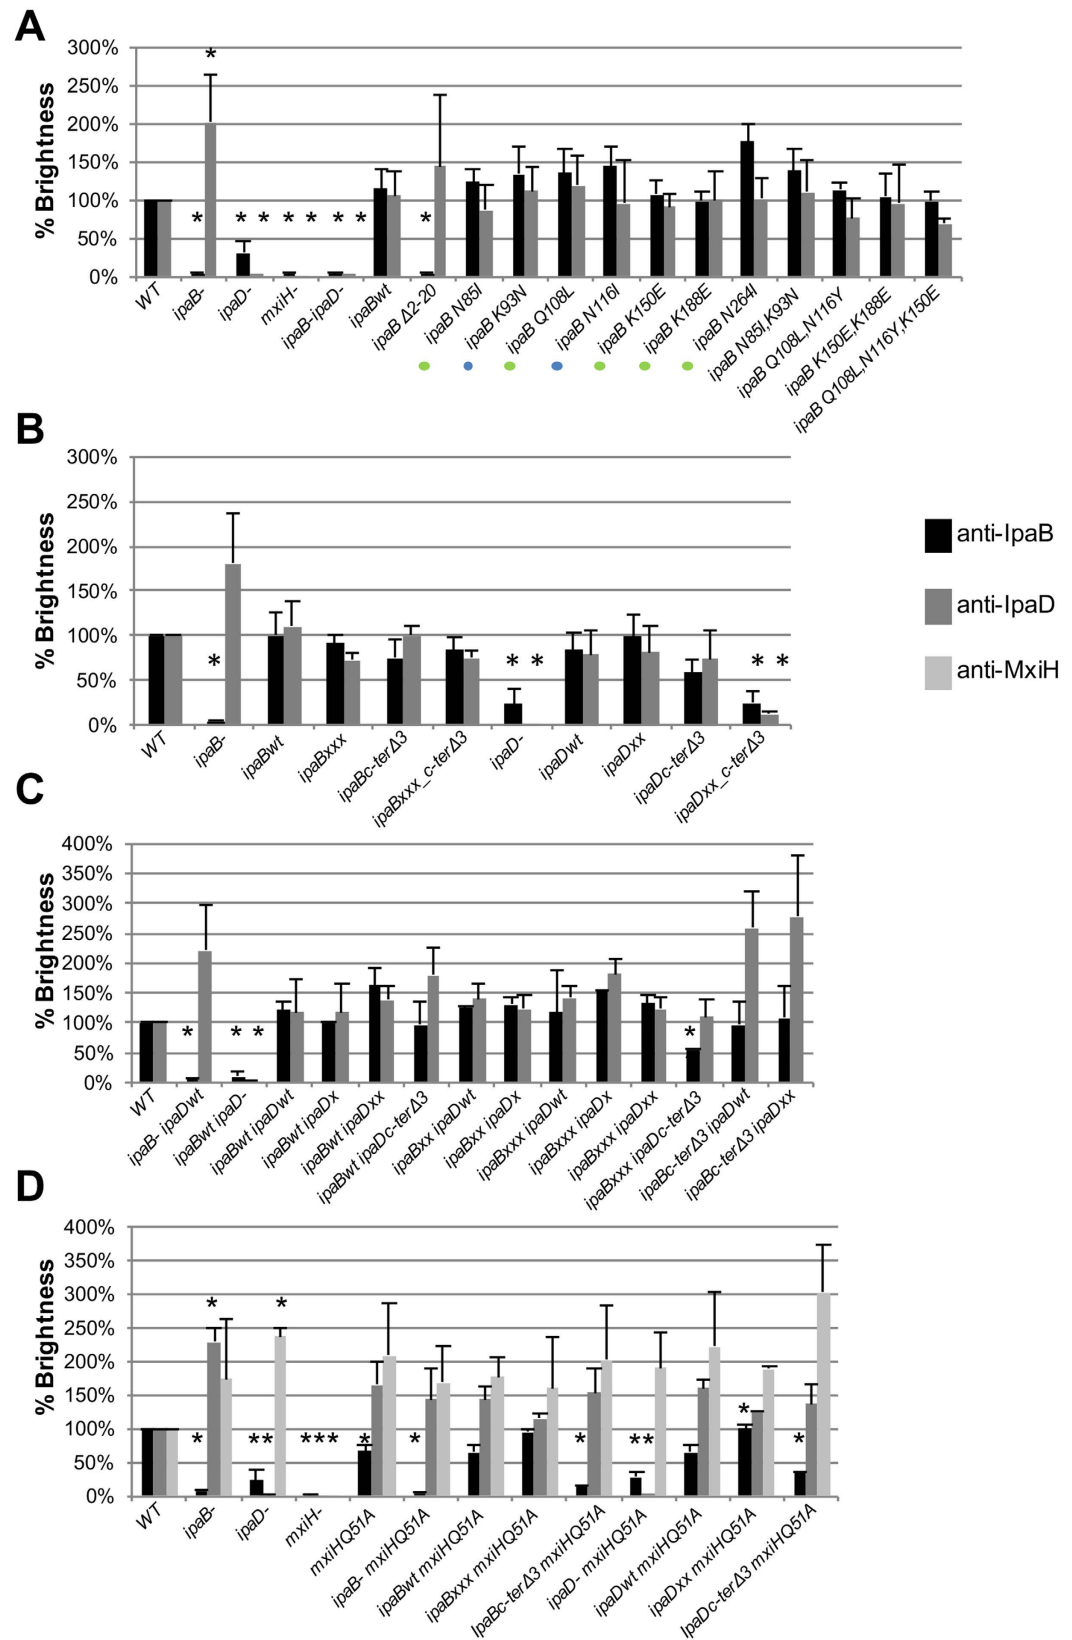 A
% Brightness
300%
250%
200%
150%
100%
50%
0%
*
* * * * * * * *
WT
ipaB-
ipaD-
mxiH-
ipaB-ipaD-
ipaBwt
ipaB Δ2-20
ipaB N85I
ipaB K93N
ipaB Q108L
ipaB N116I
ipaB K150E
ipaB K188E
ipaB N264I
ipaB N85I,K93N
ipaB Q108L,N116Y
ipaB K150E,K188E
ipaB Q108L,N116Y,K150E
B
% Brightness
300%
250%
200%
150%
100%
50%
0%
* * * * *
WT
ipaB-
ipaBwt
ipaBxxx
ipaBc-terΔ3
ipaBxxx_c-terΔ3
ipaD-
ipaDwt
ipaDxx
ipaDc-terΔ3
ipaDxx_c-terΔ3
anti-IpaB
anti-IpaD
anti-MxiH
C
% Brightness
400%
350%
300%
250%
200%
150%
100%
50%
0%
* * * *
WT
ipaB- ipaDwt
ipaBwt ipaD-
ipaBwt ipaDwt
ipaBwt ipaDx
ipaBwt ipaDxx
ipaBwt ipaDc-terΔ3
ipaBxx ipaDwt
ipaBxx ipaDx
ipaBxxx ipaDwt
ipaBxxx ipaDx
ipaBxxx ipaDxx
ipaBxxx ipaDc-terΔ3
ipaBc-terΔ3 ipaDwt
ipaBc-terΔ3 ipaDxx
D
% Brightness
400%
350%
300%
250%
200%
150%
100%
50%
0%
* *
*
* ** *** * * * ** *
WT
ipaB-
ipaD-
mxiH-
mxiHQ51A
ipaB- mxiHQ51A
ipaBwt mxiHQ51A
ipaBxxx mxiHQ51A
IpaBc-terΔ3 mxiHQ51A
ipaD- mxiHQ51A
ipaDwt mxiHQ51A
ipaDxx mxiHQ51A
IpaDc-terΔ3 mxiHQ51A